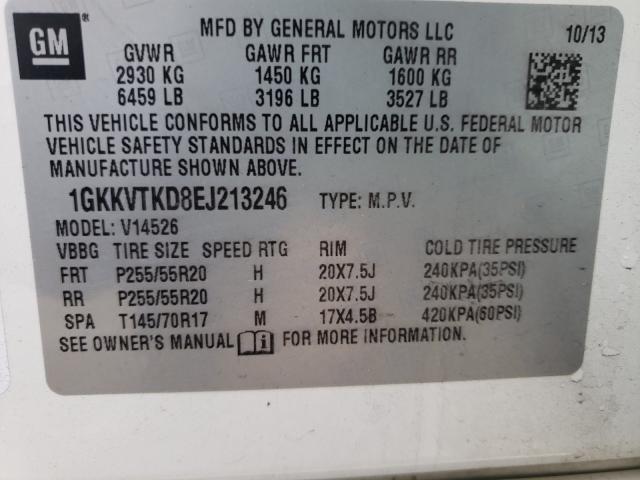 GM
MFD BY GENERAL MOTORS LLC 10/13
GVWR GAWR FRT GAWR RR
2930 KG 1450 KG 1600 KG
6459 LB 3196 LB 3527 LB
THIS VEHICLE CONFORMS TO ALL APPLICABLE U.S. FEDERAL MOTOR
VEHICLE SAFETY STANDARDS IN EFFECT ON THE DATE OF
MANUFACTURE SHOWN ABOVE.
1GKKVTKD8EJ213246 TYPE: M.P.V.
MODEL: V14526
VBBG TIRE SIZE SPEED RTG RIM COLD TIRE PRESSURE
FRT P255/55R20 H 20X7.5J 240KPA(35PSI)
RR P255/55R20 H 20X7.5J 240KPA(35PSI)
SPA T145/70R17 M 17X4.5B 420KPA(60PSI)
SEE OWNER'S MANUAL FOR MORE INFORMATION.